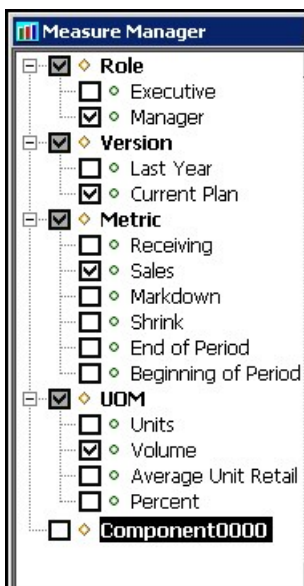 Measure Manager
Role
Executive
Manager
Version
Last Year
Current Plan
Metric
Receiving
Sales
Markdown
Shrink
End of Period
Beginning of Period
UOM
Units
Volume
Average Unit Retail
Percent
Component0000